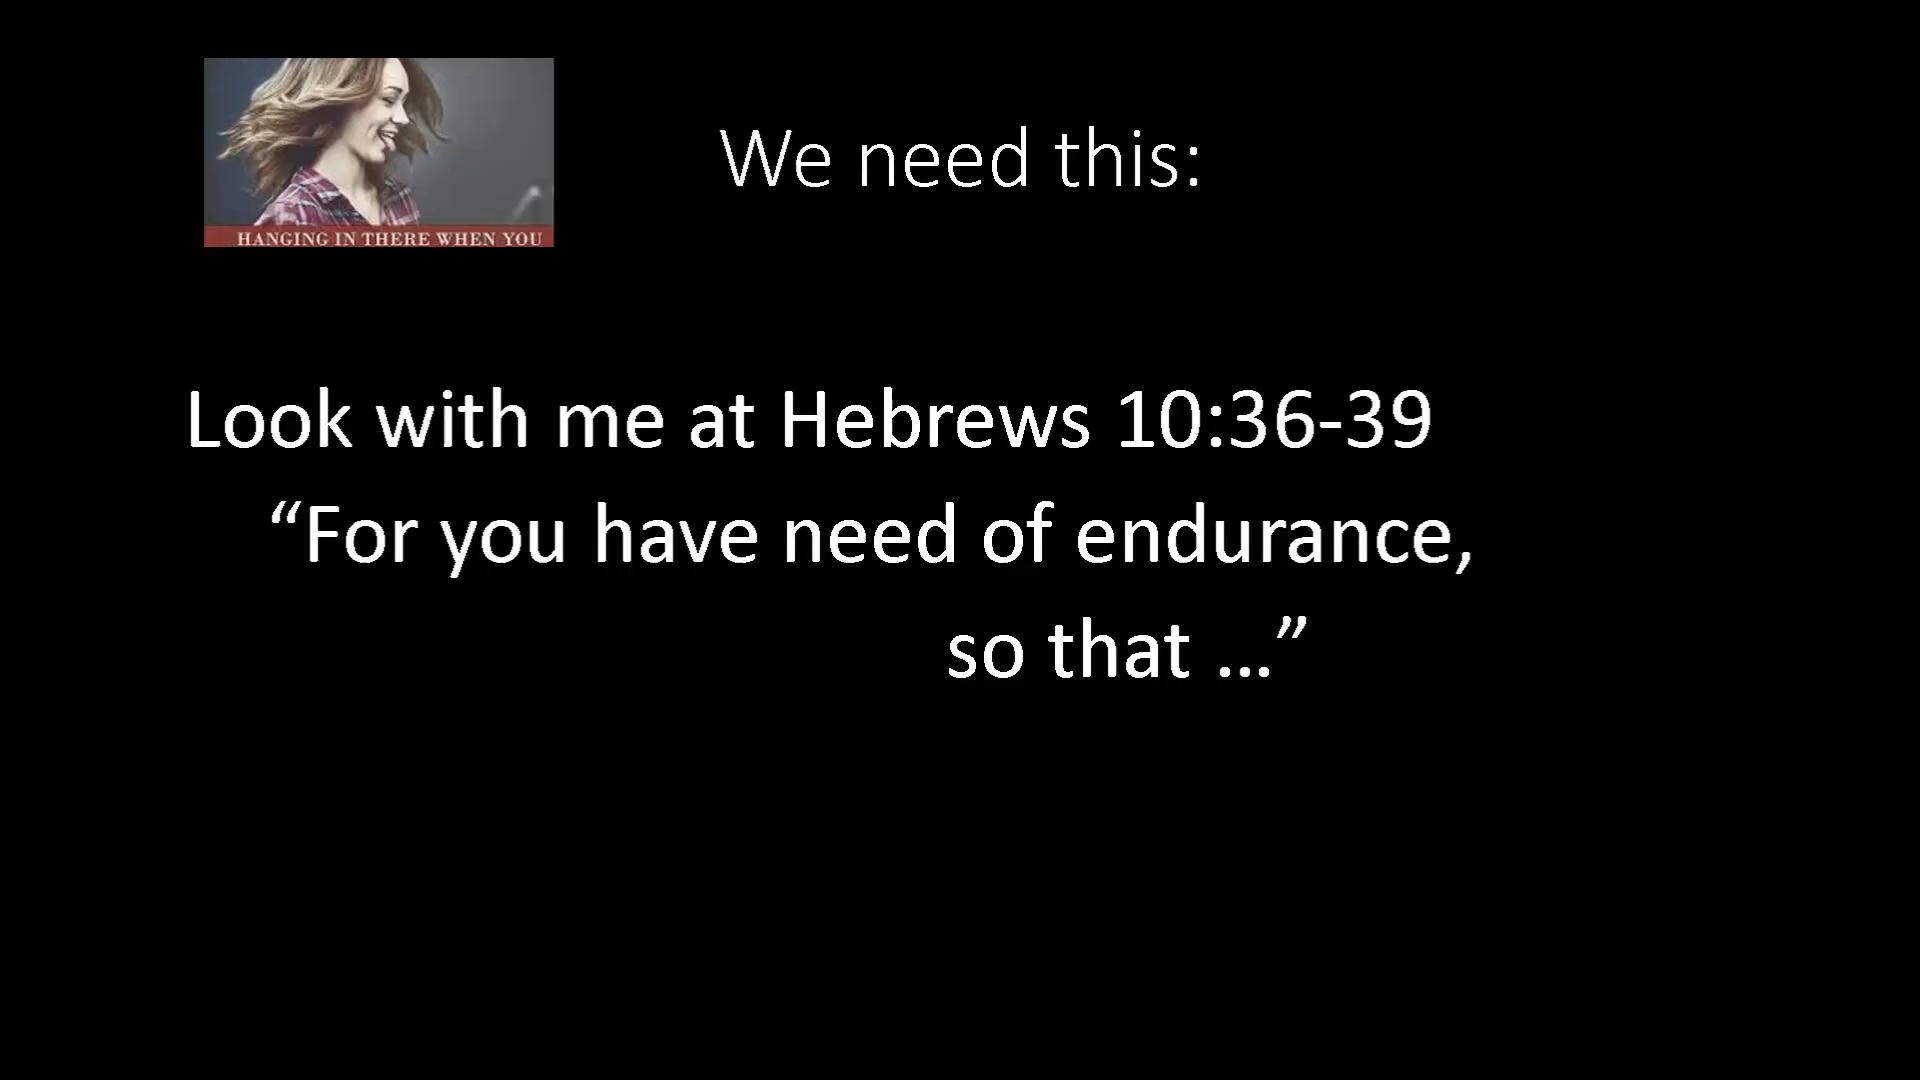 We need this:
HANGING IN THERE WHEN YOU
Look with me at Hebrews 10:36-39
“For you have need of endurance,
so that ...”